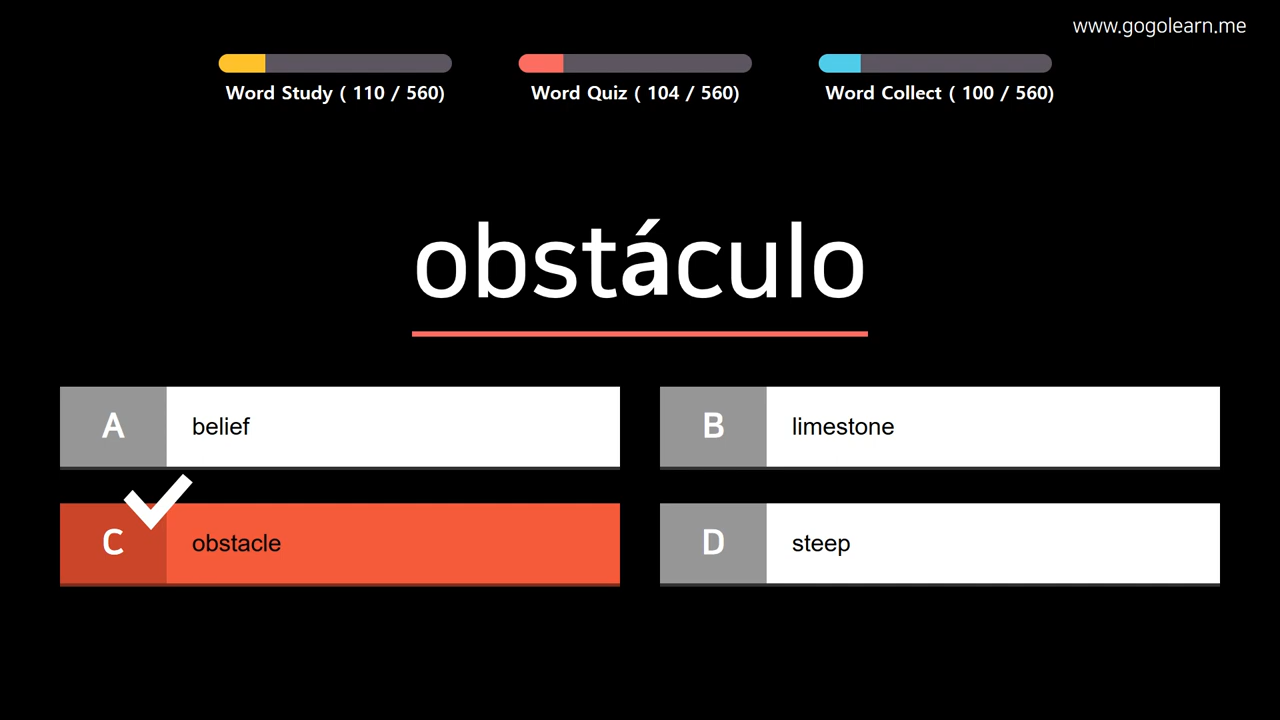 www.gogolearn.me
Word Study ( 110 / 560)
Word Quiz ( 104 / 560)
Word Collect ( 100 / 560)
obstáculo
A
belief
B
limestone
C
obstacle
D
steep